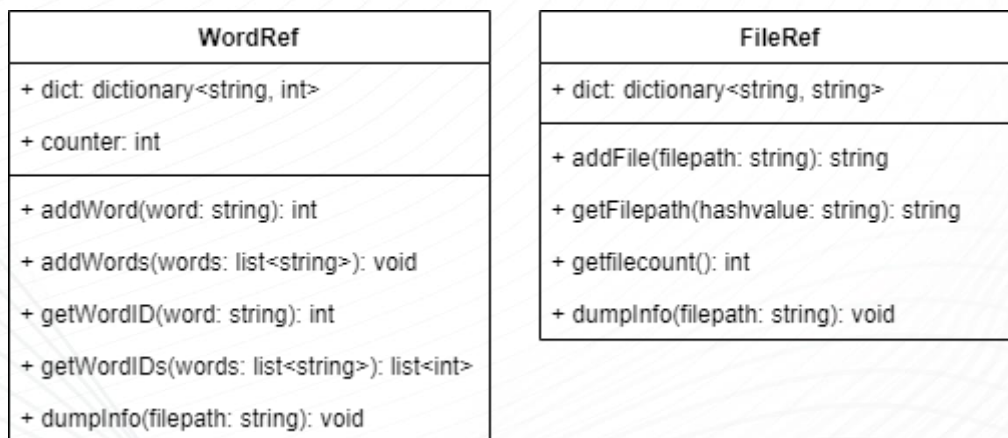 WordRef
+ dict: dictionary<string, int>
+ counter: int
+ addWord(word: string): int
+ addWords(words: list<string>): void
+ getWordID(word: string): int
+ getWordIDs(words: list<string>): list<int>
+ dumpInfo(filepath: string): void
FileRef
+ dict: dictionary<string, string>
+ addFile(filepath: string): string
+ getFilepath(hashvalue: string): string
+ getfilecount(): int
+ dumpInfo(filepath: string): void